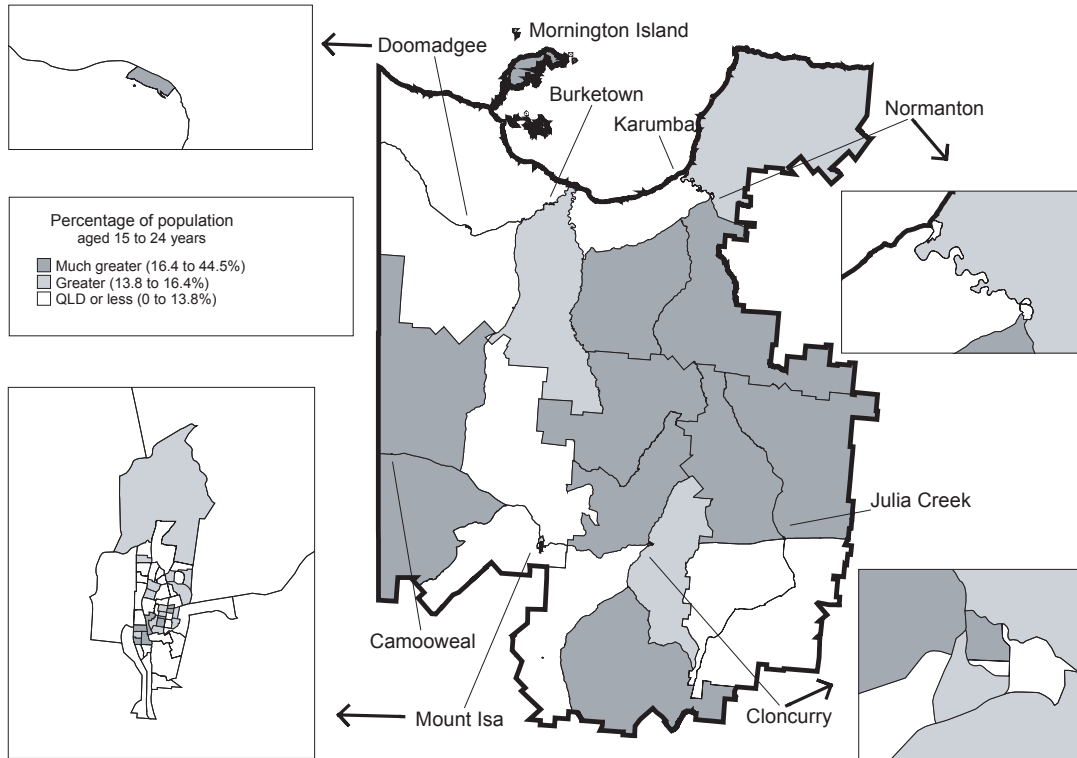 Mornington Island
Doomadgee
Burketown
Karumba
Normanton
Percentage of population
aged 15 to 24 years
Much greater (16.4 to 44.5%)
Greater (13.8 to 16.4%)
QLD or less (0 to 13.8%)
Julia Creek
Camooweal
Mount Isa
Cloncurry